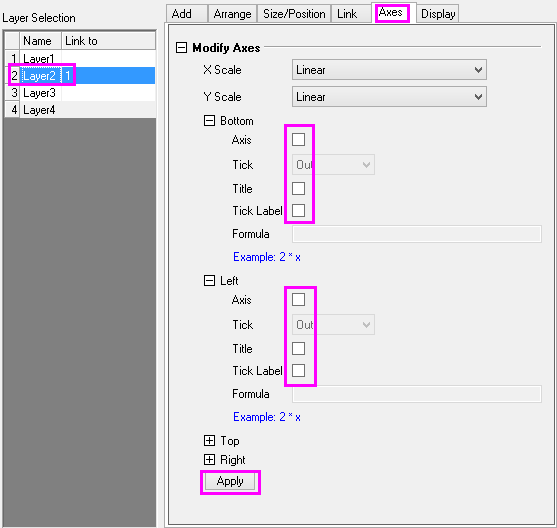 Layer Selection
Name Link to
1 Layer1
2 Layer2 1
3 Layer3
4 Layer4
Add Arrange Size/Position Link Axes Display
Modify Axes
X Scale Linear
Y Scale Linear
Bottom
Axis
Tick Out
Title
Tick Label
Formula
Example: 2 * x
Left
Axis
Tick Out
Title
Tick Label
Formula
Example: 2 * x
Top
Right
Apply